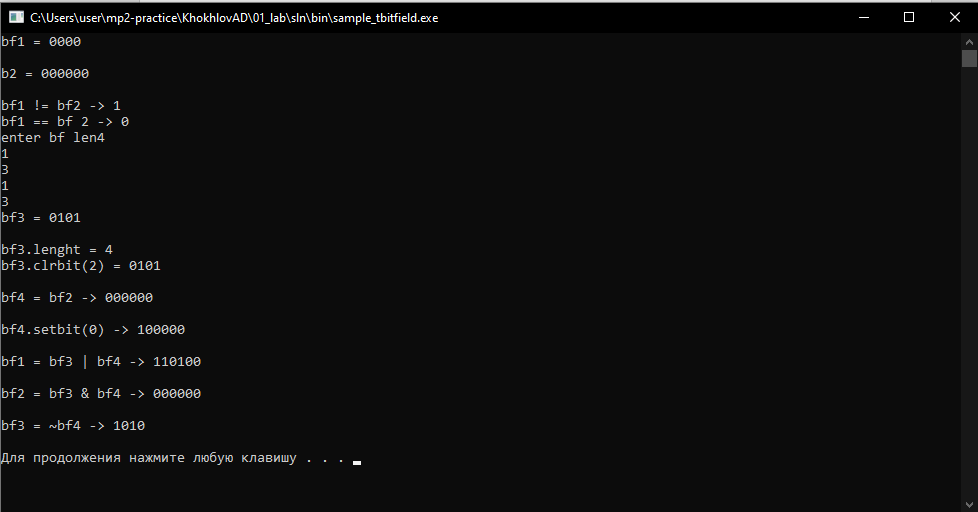 C:\Users\user\mp2-practice\KhokhlovAD\01_lab\sln\bin\sample_tbitfield.exe
bf1 = 0000
b2 = 000000
bf1 != bf2 -> 1
bf1 == bf 2 -> 0
enter bf len4
1
3
1
3
bf3 = 0101
bf3.lenght = 4
bf3.clrbit(2) = 0101
bf4 = bf2 -> 000000
bf4.setbit(0) -> 100000
bf1 = bf3 | bf4 -> 110100
bf2 = bf3 & bf4 -> 000000
bf3 = ~bf4 -> 1010
Для продолжения нажмите любую клавишу . . .